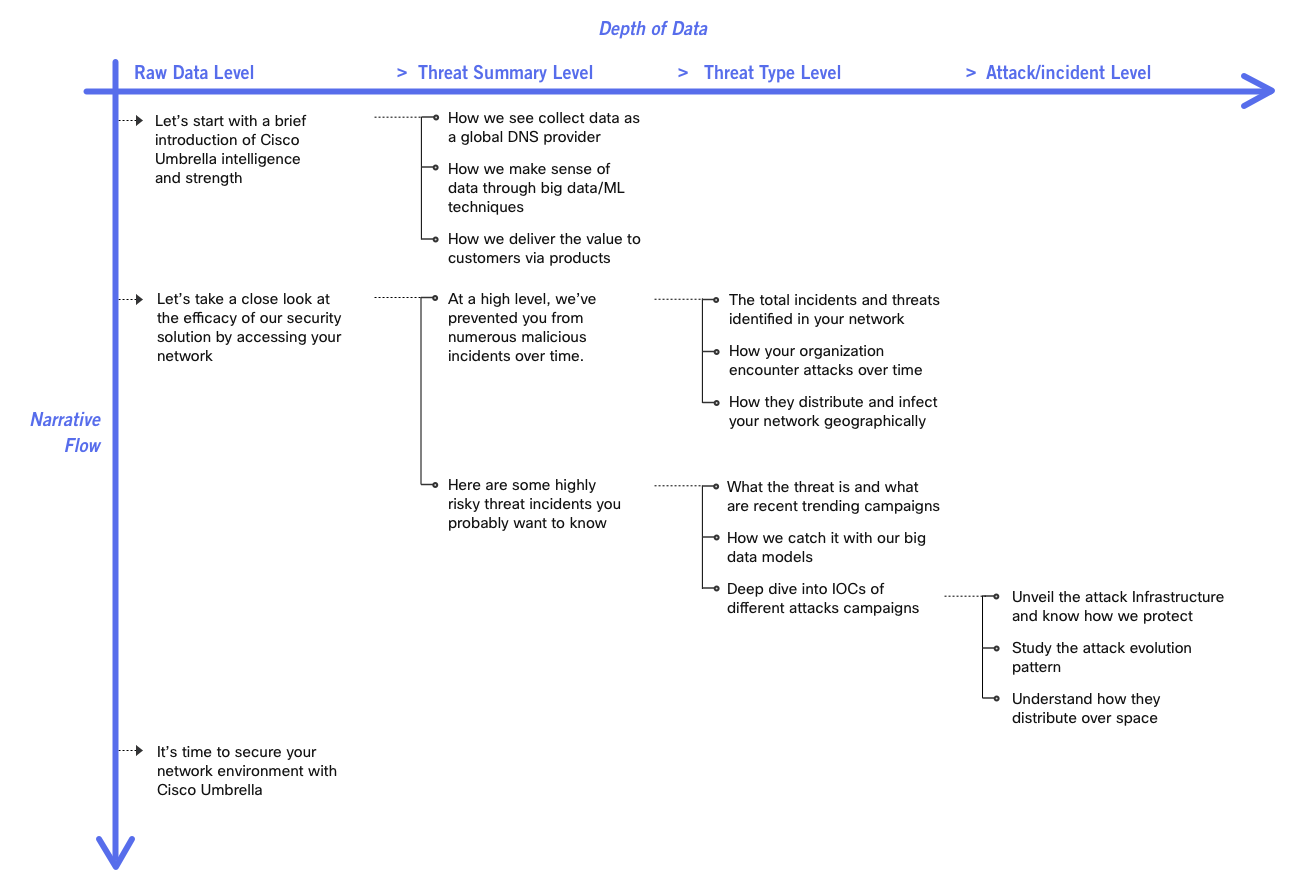 Depth of Data
Raw Data Level
> Threat Summary Level
> Threat Type Level
> Attack/incident Level
Narrative
Flow
Let's start with a brief
introduction of Cisco
Umbrella intelligence
and strength
How we see collect data as
a global DNS provider
How we make sense of
data through big data/ML
techniques
How we deliver the value to
customers via products
Let's take a close look at
the efficacy of our security
solution by accessing your
network
At a high level, we've
prevented you from
numerous malicious
incidents over time.
The total incidents and threats
identified in your network
How your organization
encounter attacks over time
How they distribute and infect
your network geographically
Here are some highly
risky threat incidents you
probably want to know
What the threat is and what
are recent trending campaigns
How we catch it with our big
data models
Deep dive into IOCs of
different attacks campaigns
Unveil the attack Infrastructure
and know how we protect
Study the attack evolution
pattern
Understand how they
distribute over space
It's time to secure your
network environment with
Cisco Umbrella